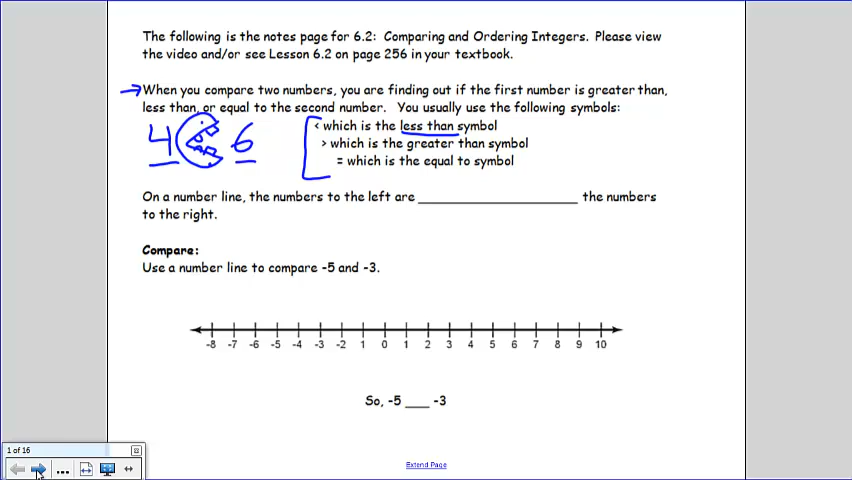 The following is the notes page for 6.2: Comparing and Ordering Integers. Please view
the video and/or see Lesson 6.2 on page 256 in your textbook.
When you compare two numbers, you are finding out if the first number is greater than,
less than, or equal to the second number. You usually use the following symbols:
< which is the less than symbol
> which is the greater than symbol
= which is the equal to symbol
4 < 6
On a number line, the numbers to the left are ____________________ the numbers
to the right.
Compare:
Use a number line to compare -5 and -3.
-8 -7 -6 -5 -4 -3 -2 1 0 1 2 3 4 5 6 7 8 9 10
So, -5 ___ -3
1 of 16
Extend Page